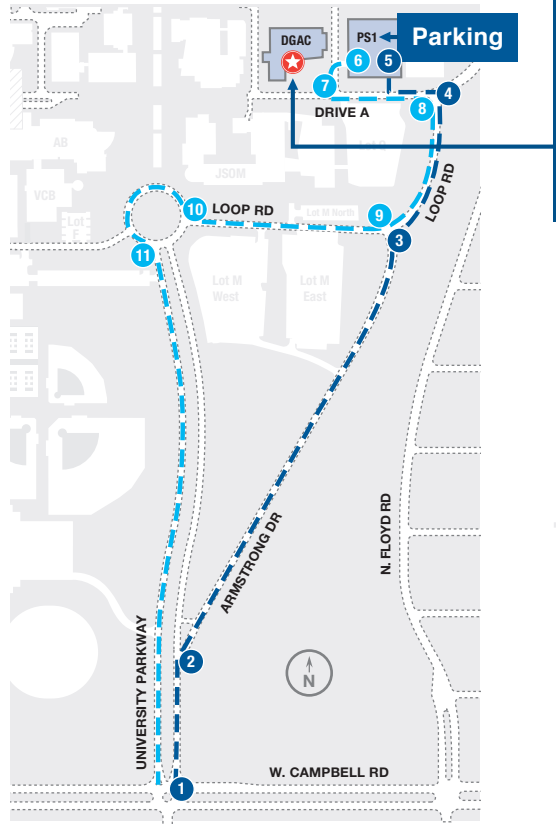 DGAC
PS1
Parking
6
5
7
4
8
DRIVE A
AB
JSOM
VCB
LOOP RD
10
LOOP RD
Lot M North
9
Lot
F
3
11
Lot M
West
Lot M
East
N. FLOYD RD
ARMSTRONG DR
UNIVERSITY PARKWAY
2
N
W. CAMPBELL RD
1